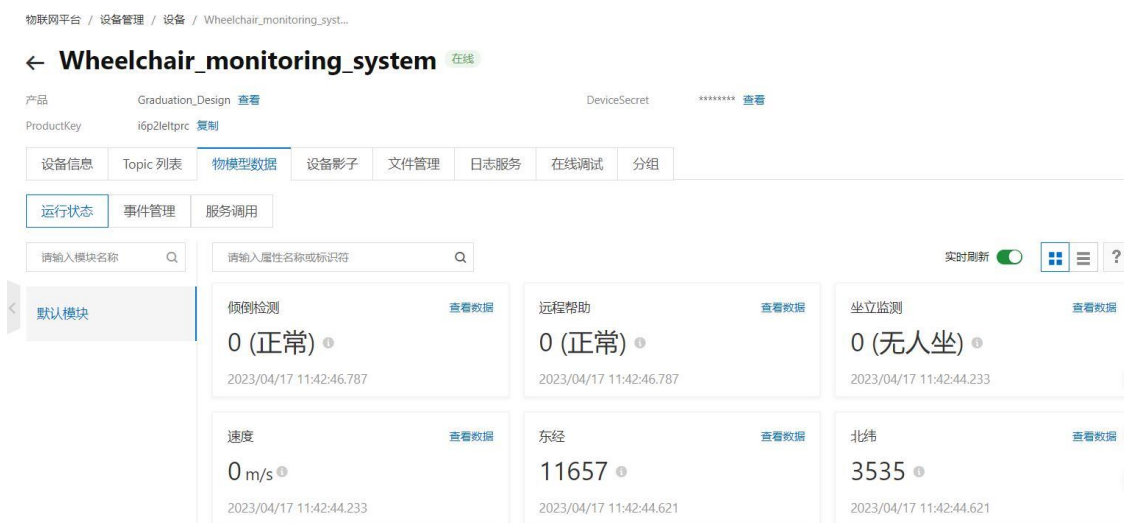 物联网平台 / 设备管理 / 设备 / Wheelchair_monitoring_syst...
← Wheelchair_monitoring_system 在线
产品 Graduation_Design 查看 DeviceSecret ******** 查看
ProductKey i6p2leltprc 复制
设备信息 Topic 列表 物模型数据 设备影子 文件管理 日志服务 在线调试 分组
运行状态 事件管理 服务调用
请输入模块名称 请输入属性名称或标识符 实时刷新 ?
默认模块
倾倒检测 查看数据 远程帮助 查看数据 坐立监测 查看数据
0 (正常) 0 (正常) 0 (无人坐)
2023/04/17 11:42:46.787 2023/04/17 11:42:46.787 2023/04/17 11:42:44.233
速度 查看数据 东经 查看数据 北纬 查看数据
0 m/s 11657 3535
2023/04/17 11:42:44.233 2023/04/17 11:42:44.621 2023/04/17 11:42:44.621